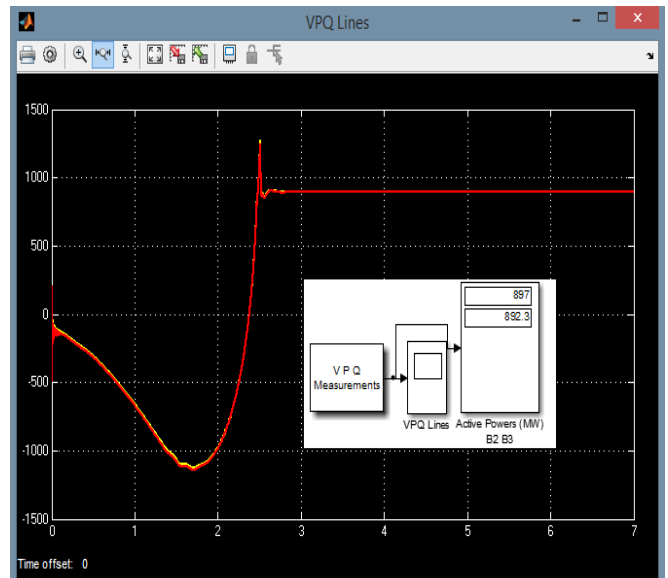 VPQ Lines
1500
1000
500
0
-500
-1000
-1500
0 1 2 3 4 5 6 7
897
892.3
V P Q
Measurements
VPQ Lines
Active Powers (MW)
B2 B3
Time offset: 0